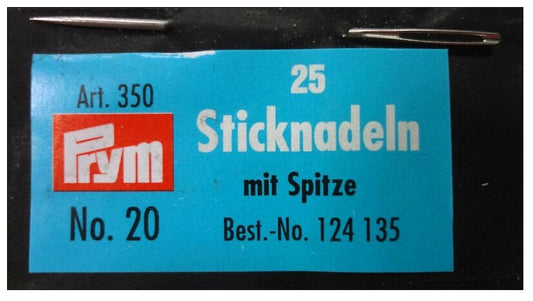 Art. 350
Prym
No. 20
25
Sticknadeln
mit Spitze
Best.-No. 124 135